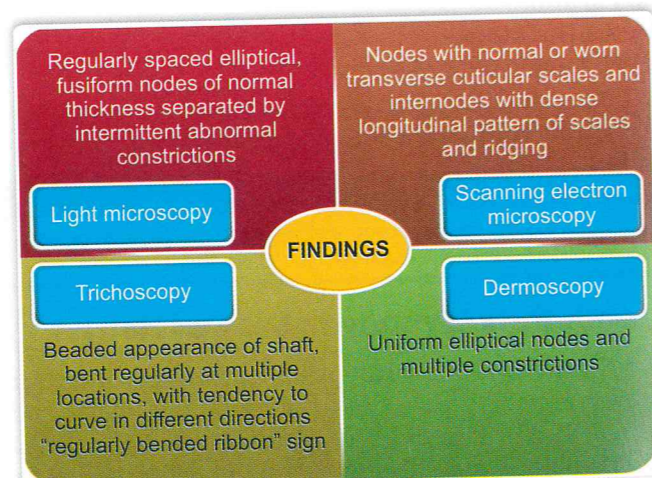 Regularly spaced elliptical,
fusiform nodes of normal
thickness separated by
intermittent abnormal
constrictions
Light microscopy
Nodes with normal or worn
transverse cuticular scales and
internodes with dense
longitudinal pattern of scales
and ridging
Scanning electron
microscopy
FINDINGS
Trichoscopy
Beaded appearance of shaft,
bent regularly at multiple
locations, with tendency to
curve in different directions
“regularly bended ribbon” sign
Dermoscopy
Uniform elliptical nodes and
multiple constrictions